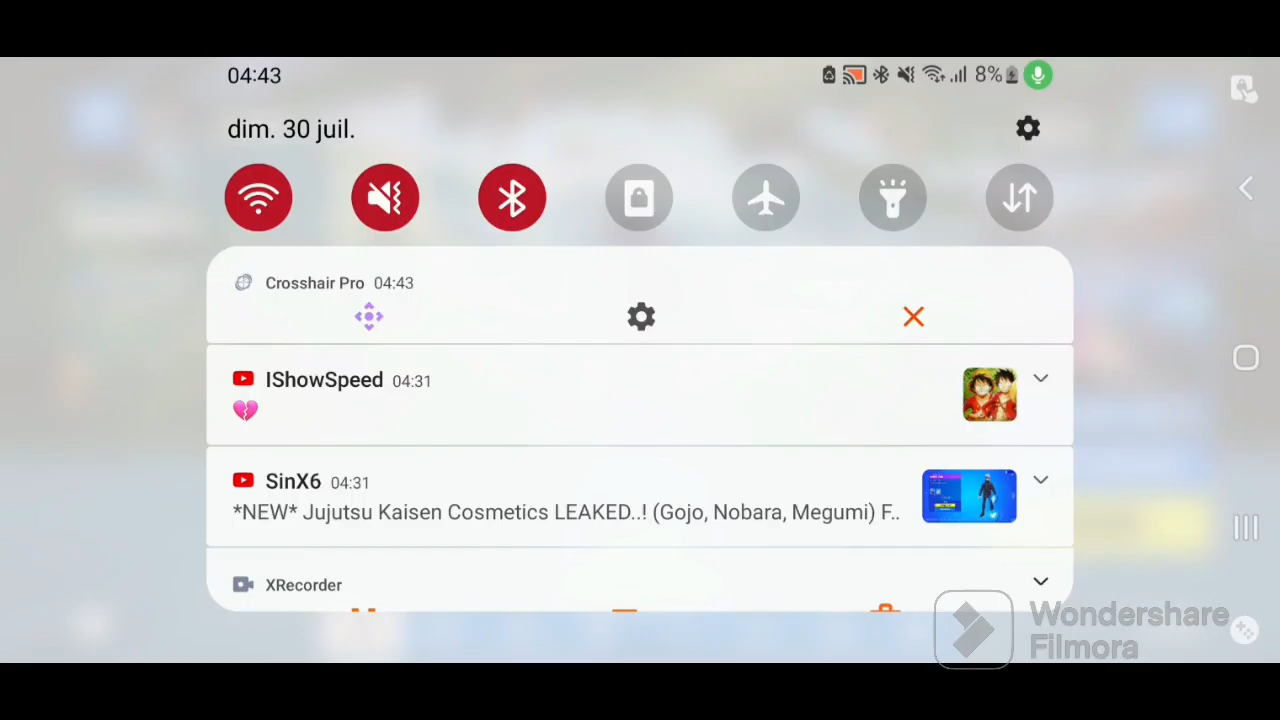 04:43
8%
dim. 30 juil.
Crosshair Pro 04:43
IShowSpeed 04:31
SinX6 04:31
*NEW* Jujutsu Kaisen Cosmetics LEAKED..! (Gojo, Nobara, Megumi) F..
XRecorder
Wondershare
Filmora